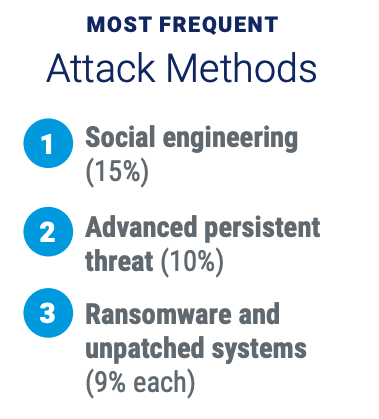 MOST FREQUENT
Attack Methods
1 Social engineering
(15%)
2 Advanced persistent
threat (10%)
3 Ransomware and
unpatched systems
(9% each)